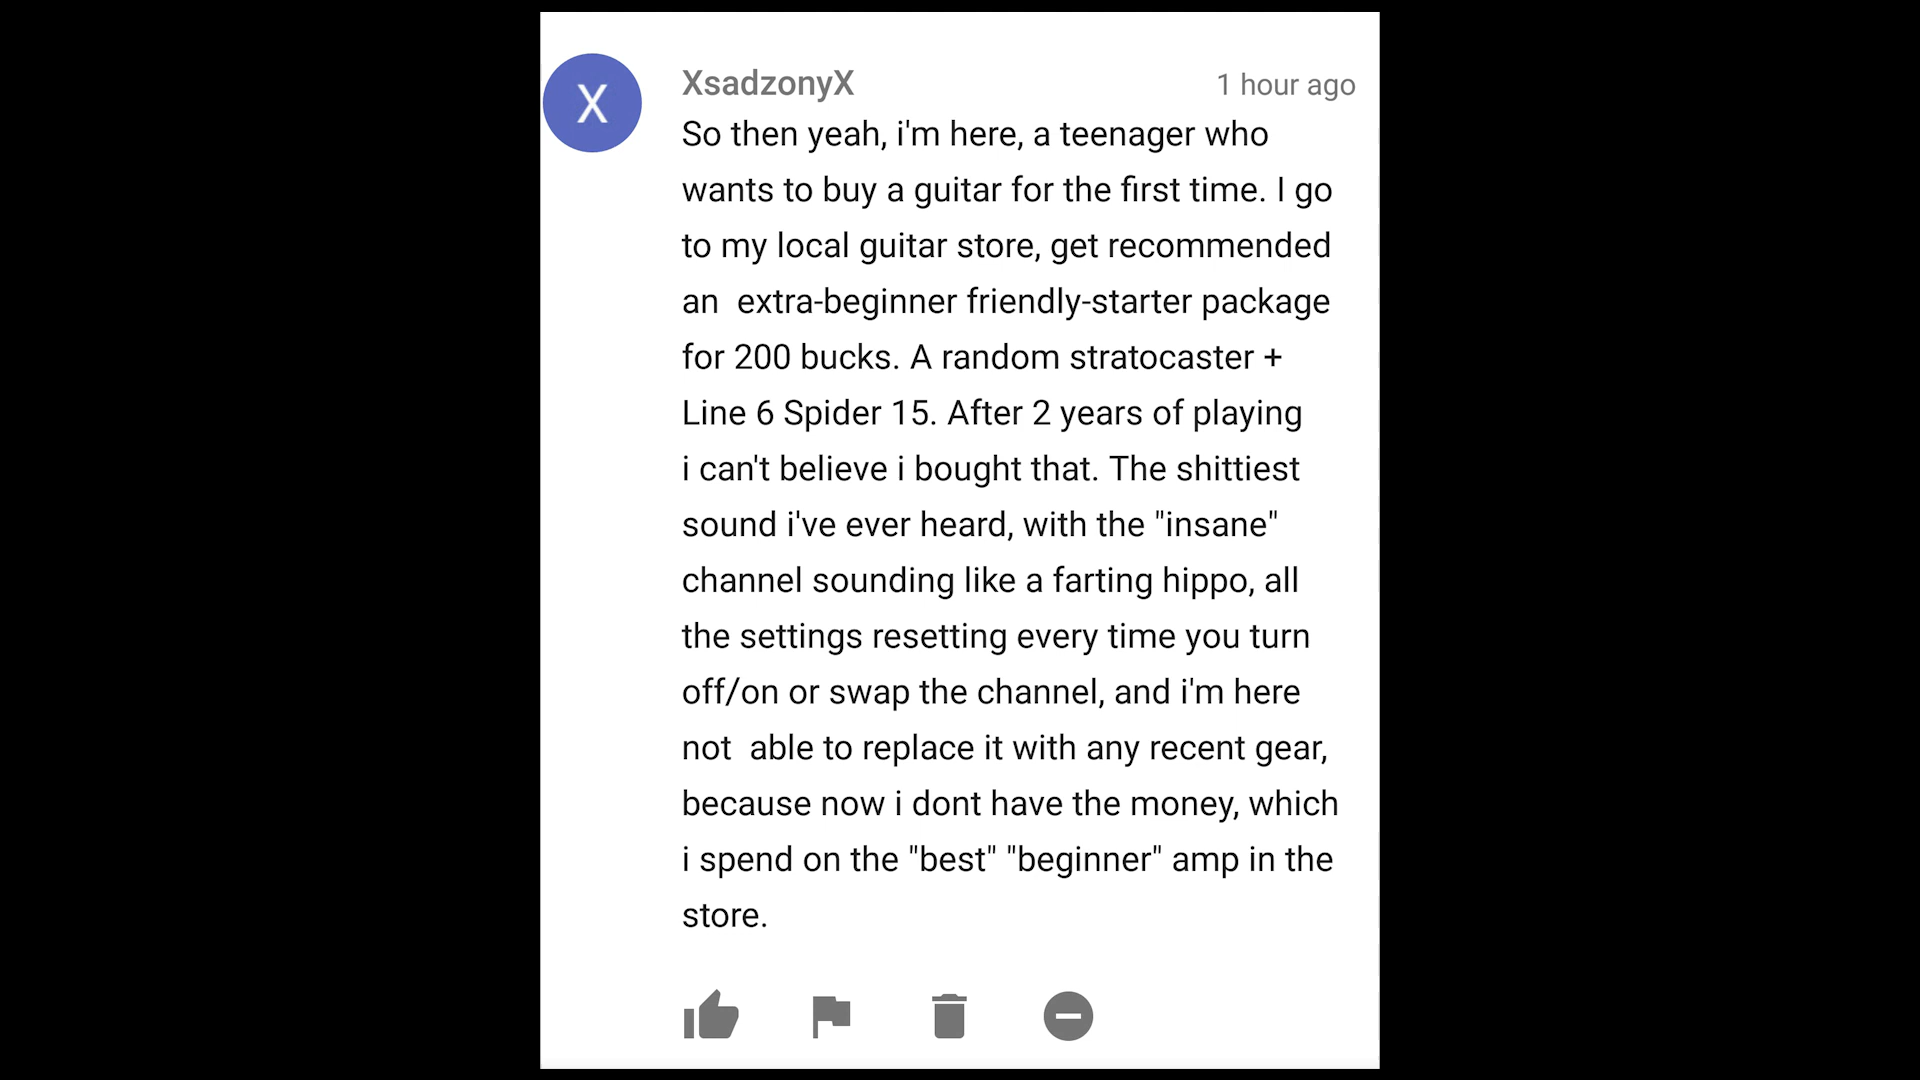 X
XsadzonyX 1 hour ago
So then yeah, i'm here, a teenager who
wants to buy a guitar for the first time. I go
to my local guitar store, get recommended
an  extra-beginner friendly-starter package
for 200 bucks. A random stratocaster +
Line 6 Spider 15. After 2 years of playing
i can't believe i bought that. The shittiest
sound i've ever heard, with the "insane"
channel sounding like a farting hippo, all
the settings resetting every time you turn
off/on or swap the channel, and i'm here
not  able to replace it with any recent gear,
because now i dont have the money, which
i spend on the "best" "beginner" amp in the
store.